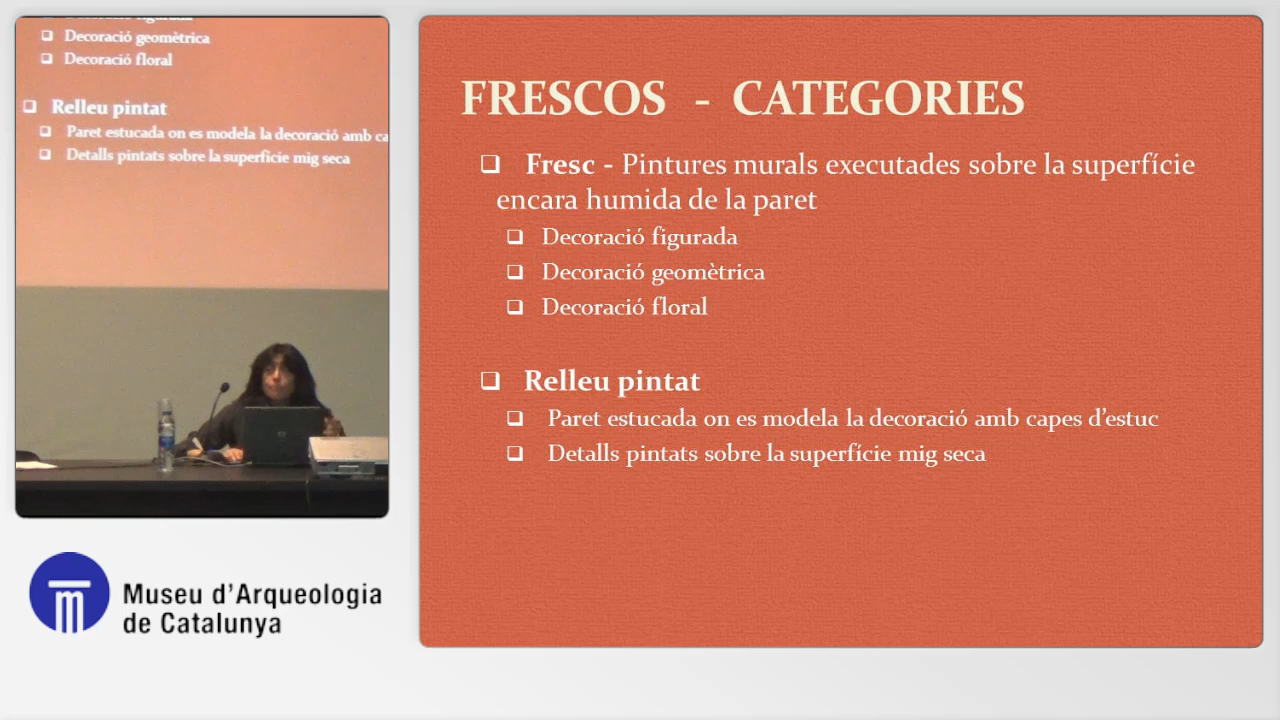 Decoració figurada
Decoració geomètrica
Decoració floral
Relleu pintat
Paret estucada on es modela la decoració amb ca
Detalls pintats sobre la superfície mig seca
Museu d'Arqueologia
de Catalunya
FRESCOS - CATEGORIES
Fresc - Pintures murals executades sobre la superfície
encara humida de la paret
Decoració figurada
Decoració geomètrica
Decoració floral
Relleu pintat
Paret estucada on es modela la decoració amb capes d’estuc
Detalls pintats sobre la superfície mig seca